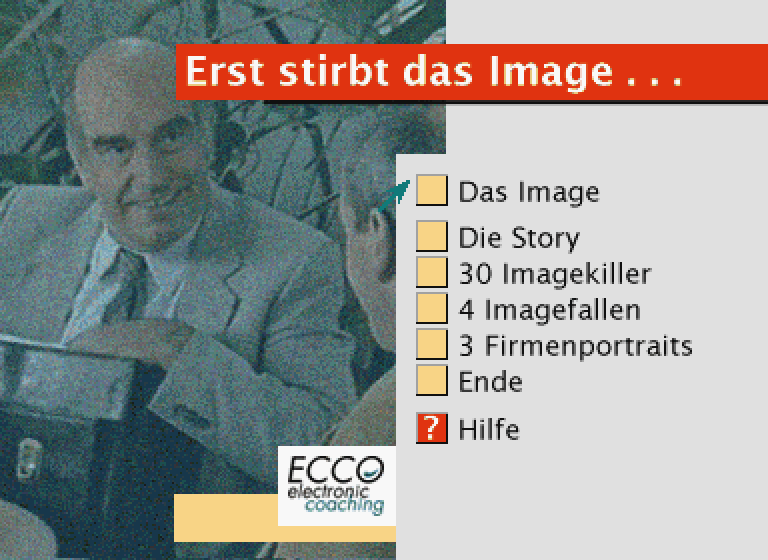 Erst stirbt das Image . . .
Das Image
Die Story
30 Imagekiller
4 Imagefallen
3 Firmenportraits
Ende
? Hilfe
ECCO
electronic
coaching